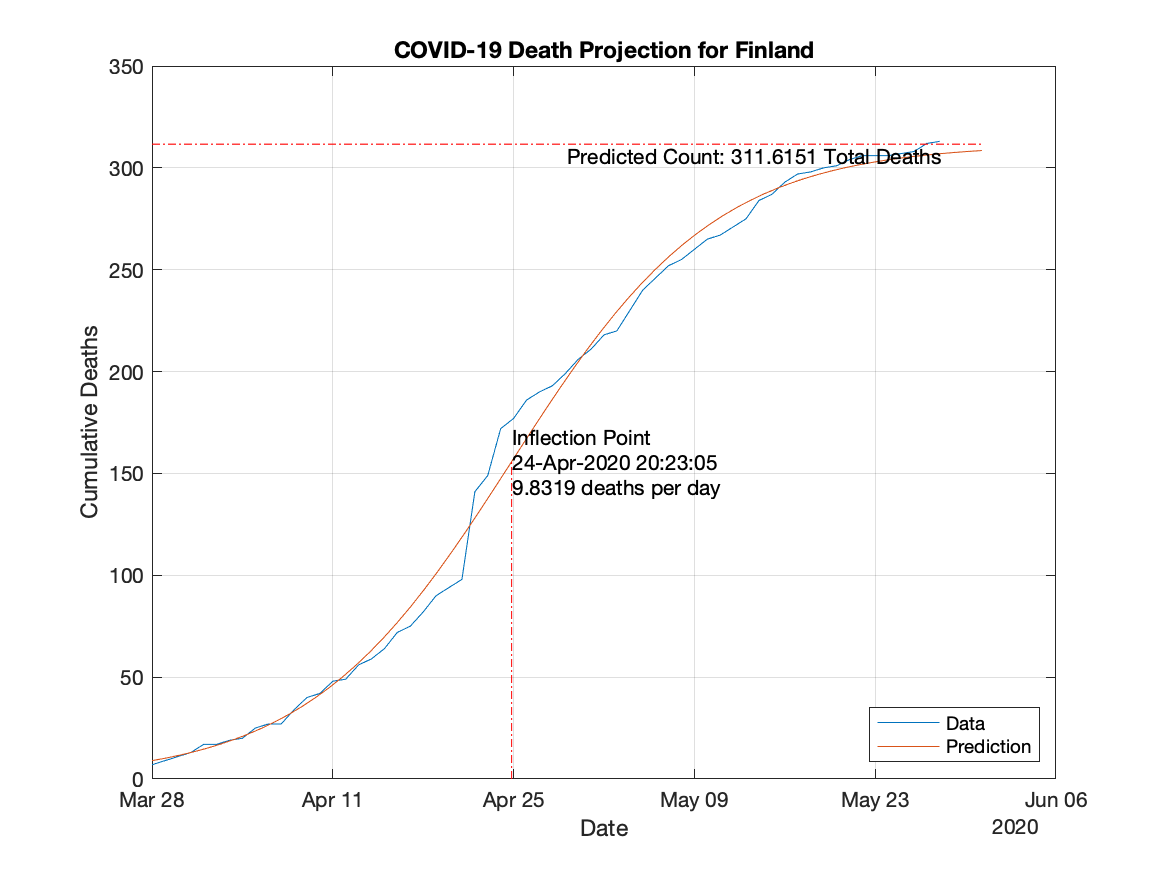 COVID-19 Death Projection for Finland
350
300
250
200
150
100
50
0
Cumulative Deaths
Predicted Count: 311.6151 Total Deaths
Inflection Point
24-Apr-2020 20:23:05
9.8319 deaths per day
Data
Prediction
Mar 28
Apr 11
Apr 25
May 09
May 23
Jun 06
Date
2020